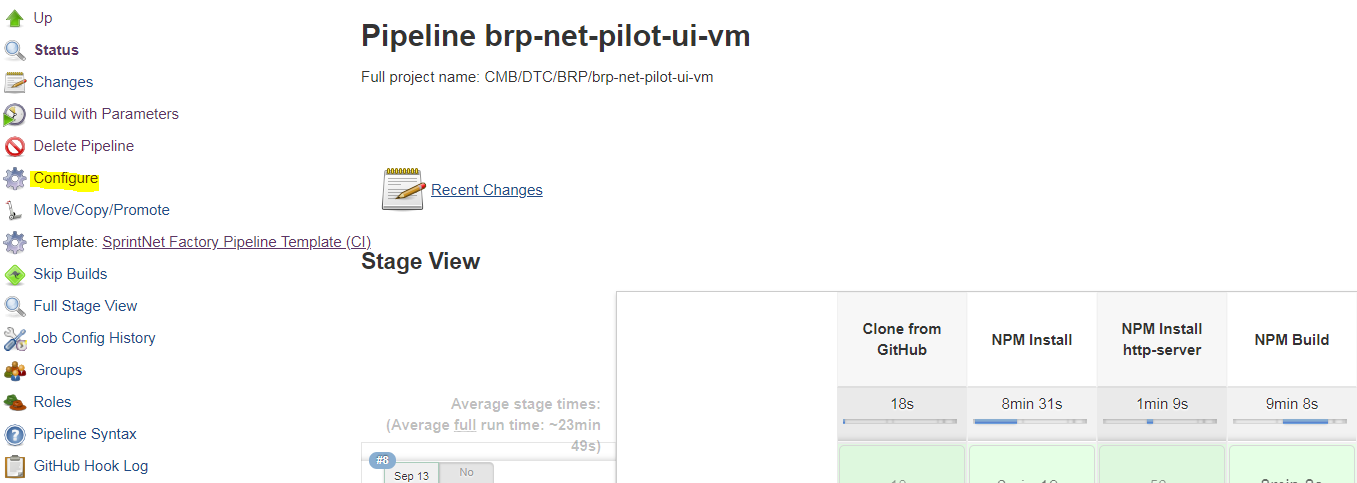 Up
Status
Changes
Build with Parameters
Delete Pipeline
Configure
Move/Copy/Promote
Template: SprintNet Factory Pipeline Template (CI)
Skip Builds
Full Stage View
Job Config History
Groups
Roles
Pipeline Syntax
GitHub Hook Log
Pipeline brp-net-pilot-ui-vm
Full project name: CMB/DTC/BRP/brp-net-pilot-ui-vm
Recent Changes
Stage View
Clone from
GitHub
NPM Install
NPM Install
http-server
NPM Build
Average stage times:
(Average full run time: ~23min
49s)
18s
8min 31s
1min 9s
9min 8s
#8
Sep 13
No